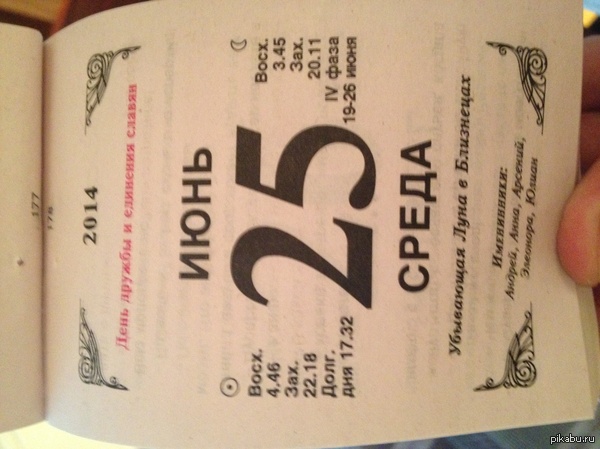 177
178
2014
День дружбы и единения славян
ИЮНЬ
25
СРЕДА
Восх.
4.46
Зах.
22.18
Долг.
дня 17.32
Восх.
3.45
Зах.
20.11
IV фаза
19-26 июня
Убывающая Луна в Близнецах
Именинники:
Андрей, Анна, Арсений,
Элеонора, Юлиан
pikabu.ru